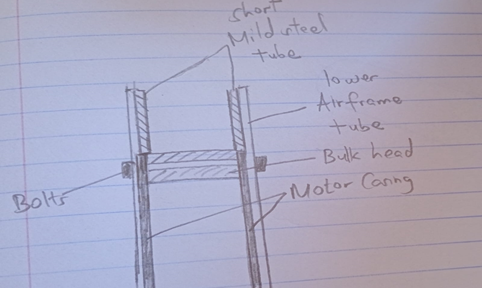 short
Mild steel
tube
lower
Airframe
tube
Bulk head
Bolts
Motor Casing